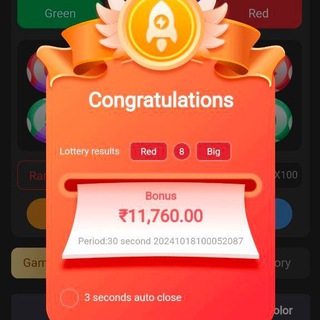 Green Red
Congratulations
Lottery results Red 8 Big
Ran X100
Bonus
₹11,760.00
Period:30 second 20241018100052087
Gam ory
3 seconds auto close
olor